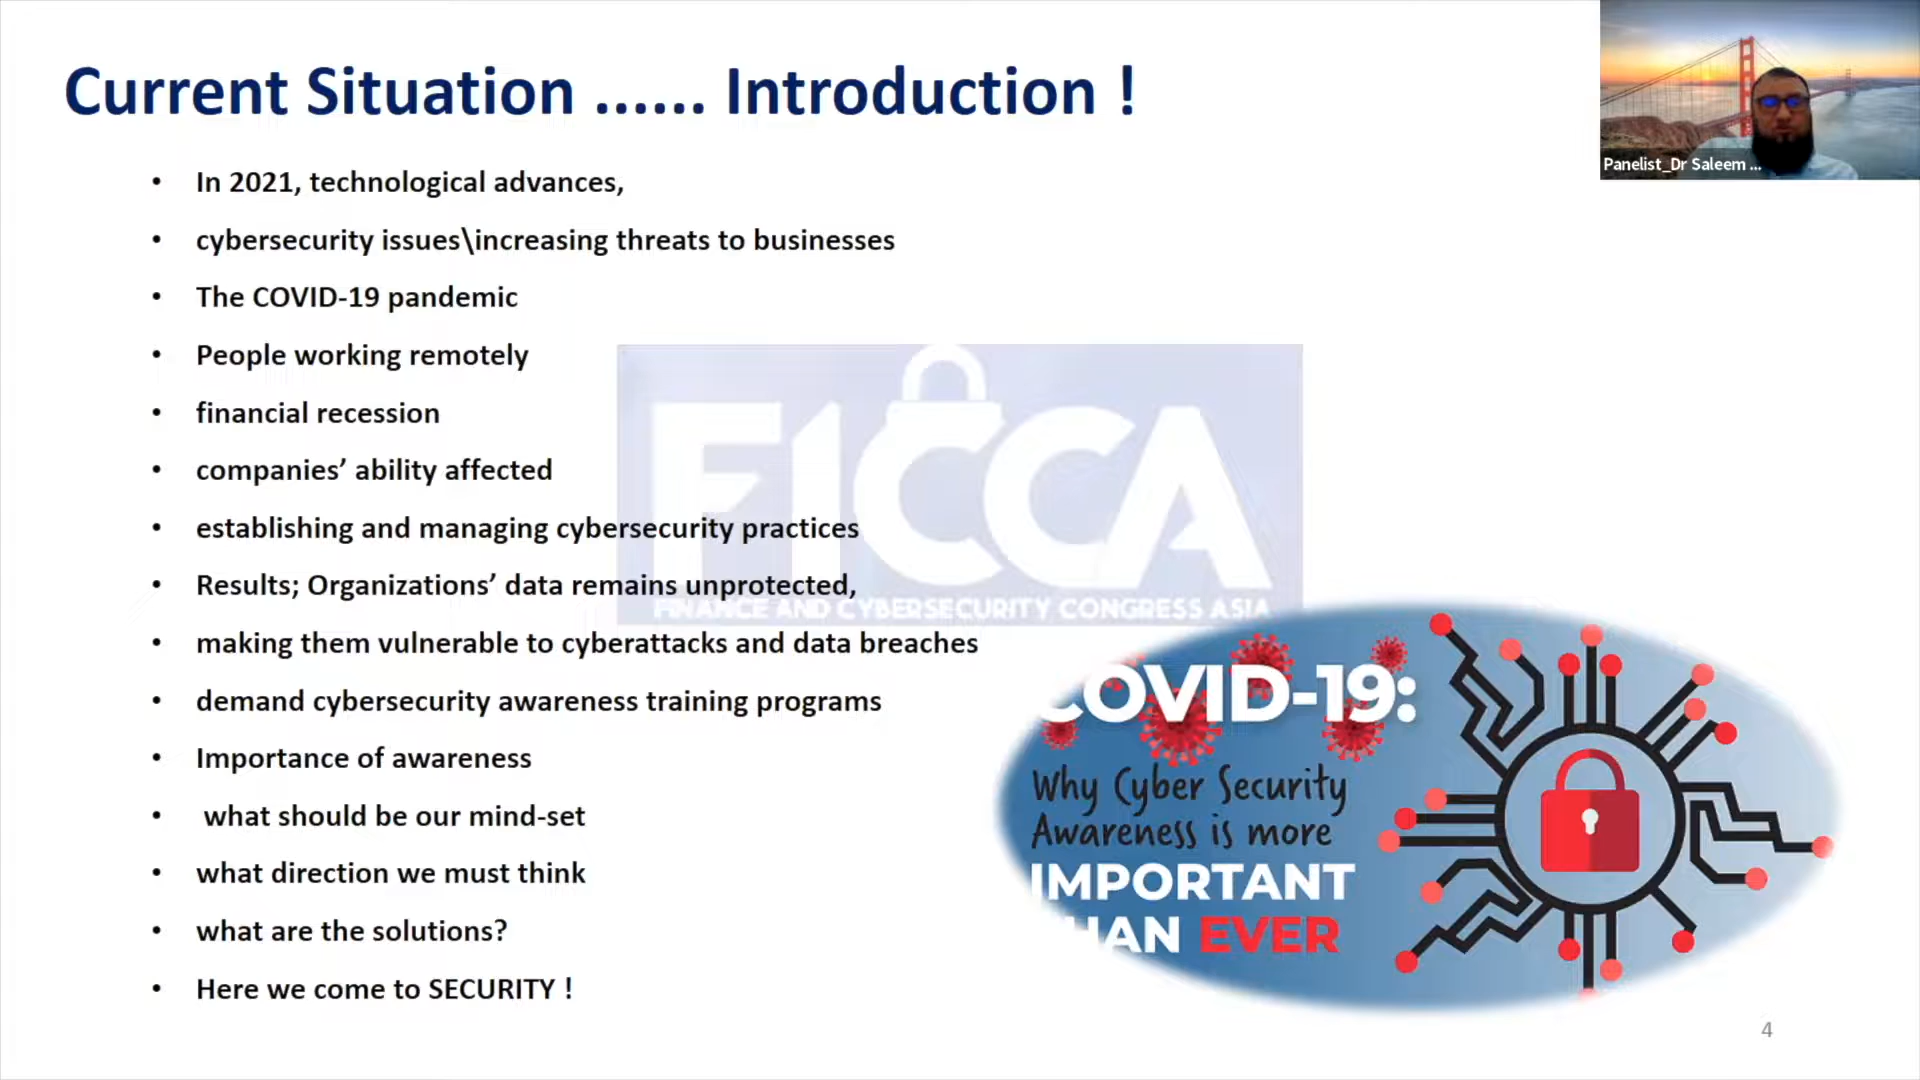 Current Situation ...... Introduction !
Panelist_Dr Saleem ...
• In 2021, technological advances,
• cybersecurity issues\increasing threats to businesses
• The COVID-19 pandemic
• People working remotely
• financial recession
• companies’ ability affected
• establishing and managing cybersecurity practices
• Results; Organizations’ data remains unprotected,
• making them vulnerable to cyberattacks and data breaches
• demand cybersecurity awareness training programs
• Importance of awareness
• what should be our mind-set
• what direction we must think
• what are the solutions?
• Here we come to SECURITY !
FICCA
FINANCE AND CYBERSECURITY CONGRESS ASIA
COVID-19:
Why Cyber Security
Awareness is more
IMPORTANT
THAN EVER
4